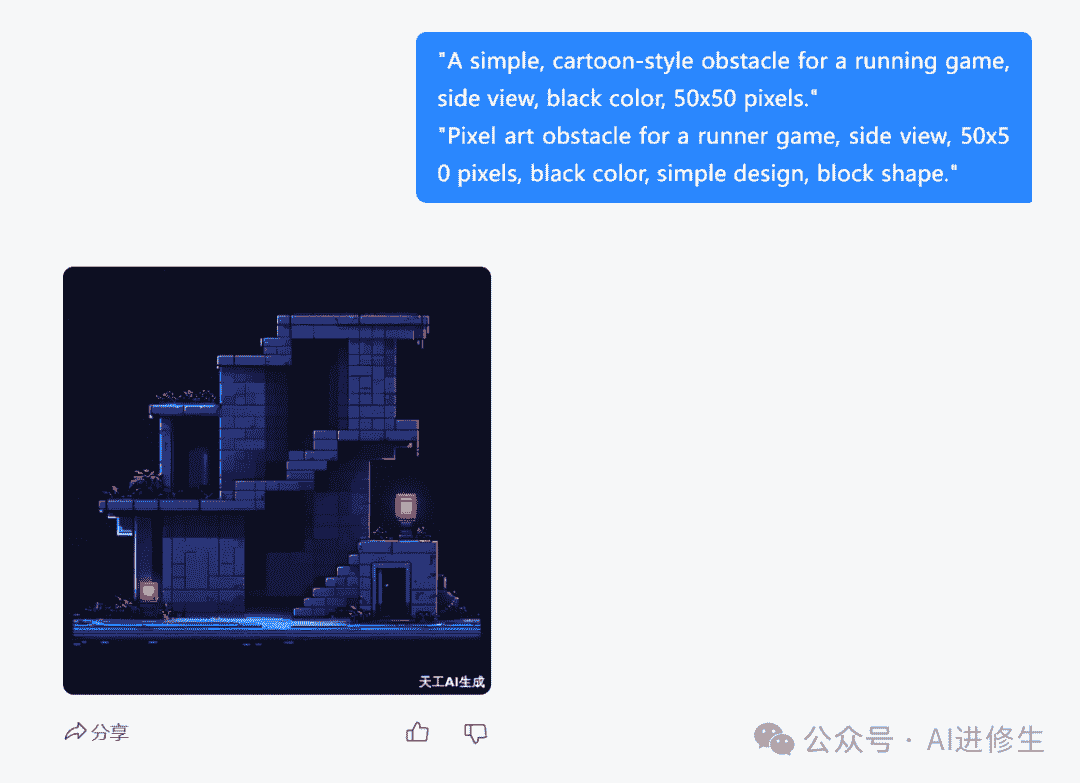 "A simple, cartoon-style obstacle for a running game,
side view, black color, 50x50 pixels."
"Pixel art obstacle for a runner game, side view, 50x5
0 pixels, black color, simple design, block shape."
天工AI生成
分享
公众号 · AI进修生